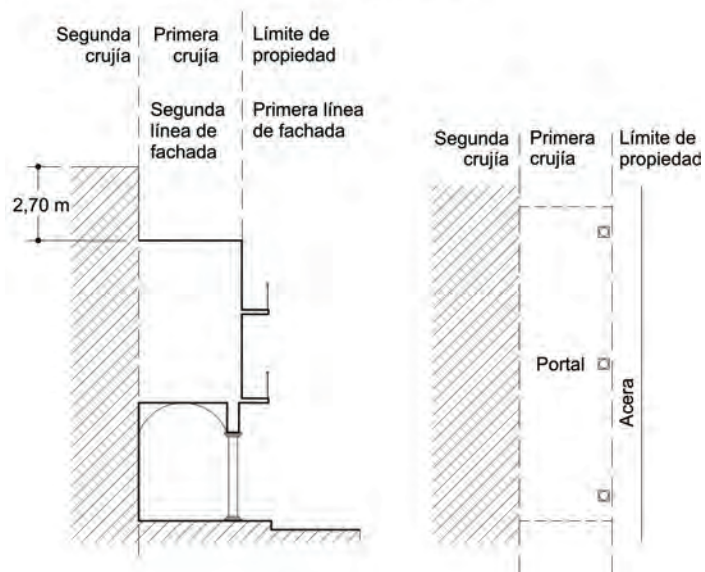 Segunda
crujía
Primera
crujía
Límite de
propiedad
Segunda
línea de
fachada
Primera línea
de fachada
2,70 m
Segunda
crujía
Primera
crujía
Límite de
propiedad
Portal
Acera